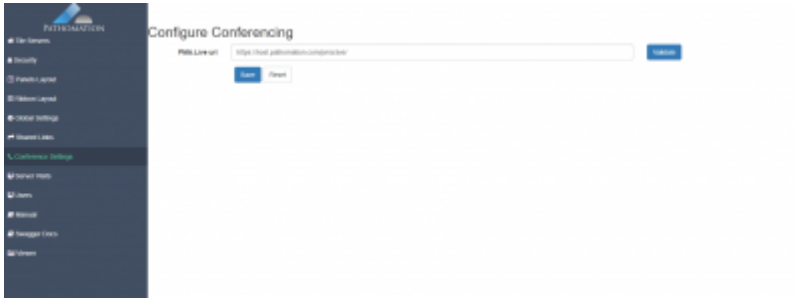 PATHOMATION
Tile Servers
Security
Panels Layout
Ribbon Layout
Global Settings
Shared Links
Conference Settings
Server Visits
Users
Manual
Swagger Docs
Viewer
Configure Conferencing
PMA.Live url
Validate
Save
Reset